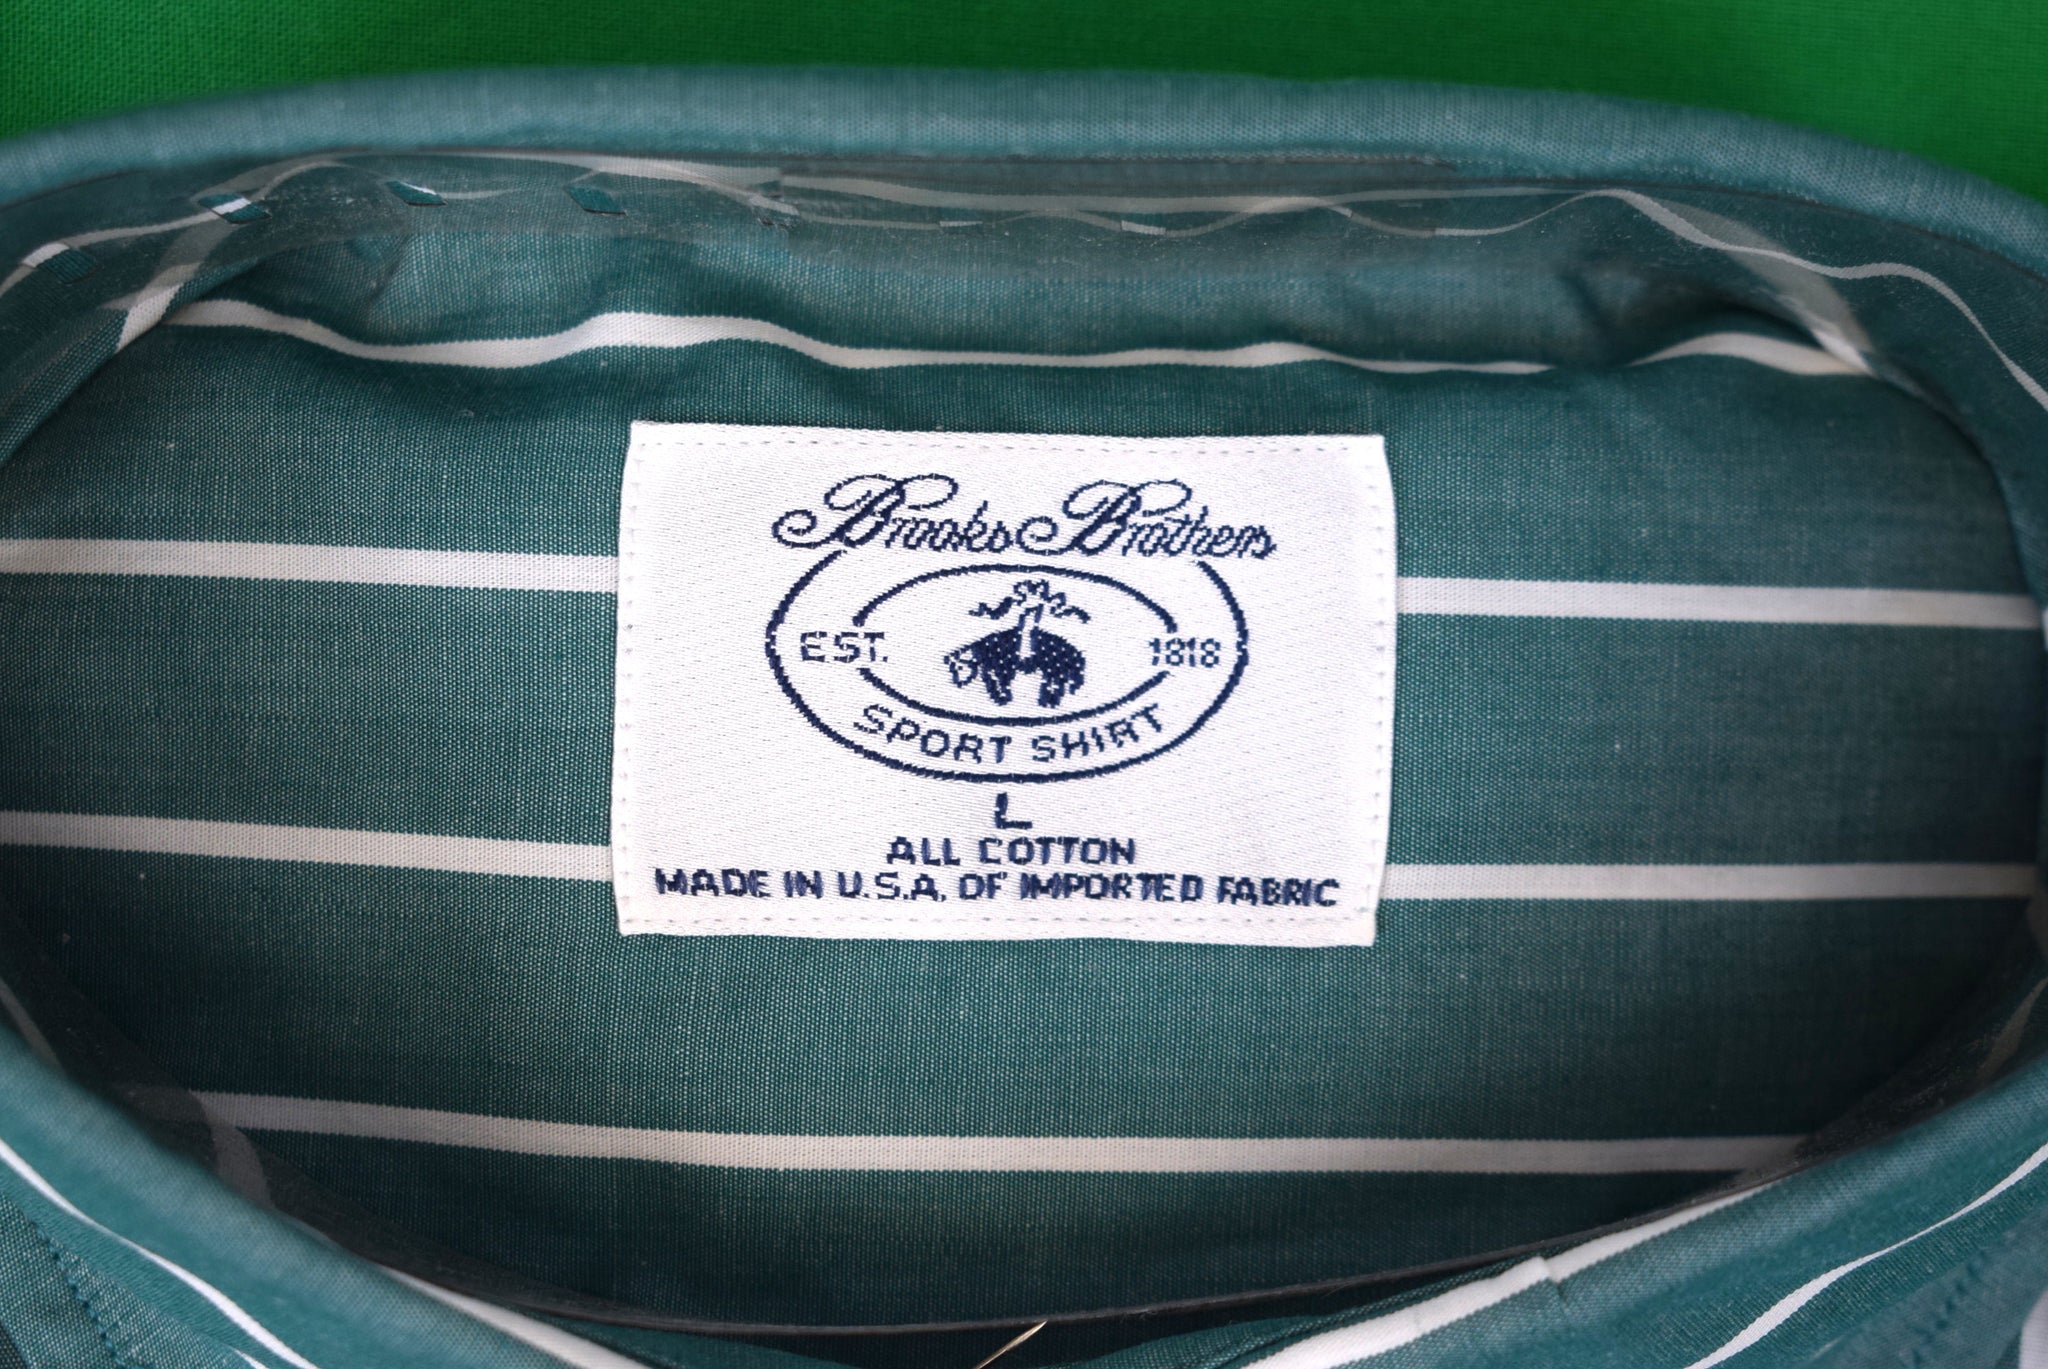 Brooks Brothers
EST. 1818
SPORT SHIRT
L
ALL COTTON
MADE IN U.S.A. OF IMPORTED FABRIC